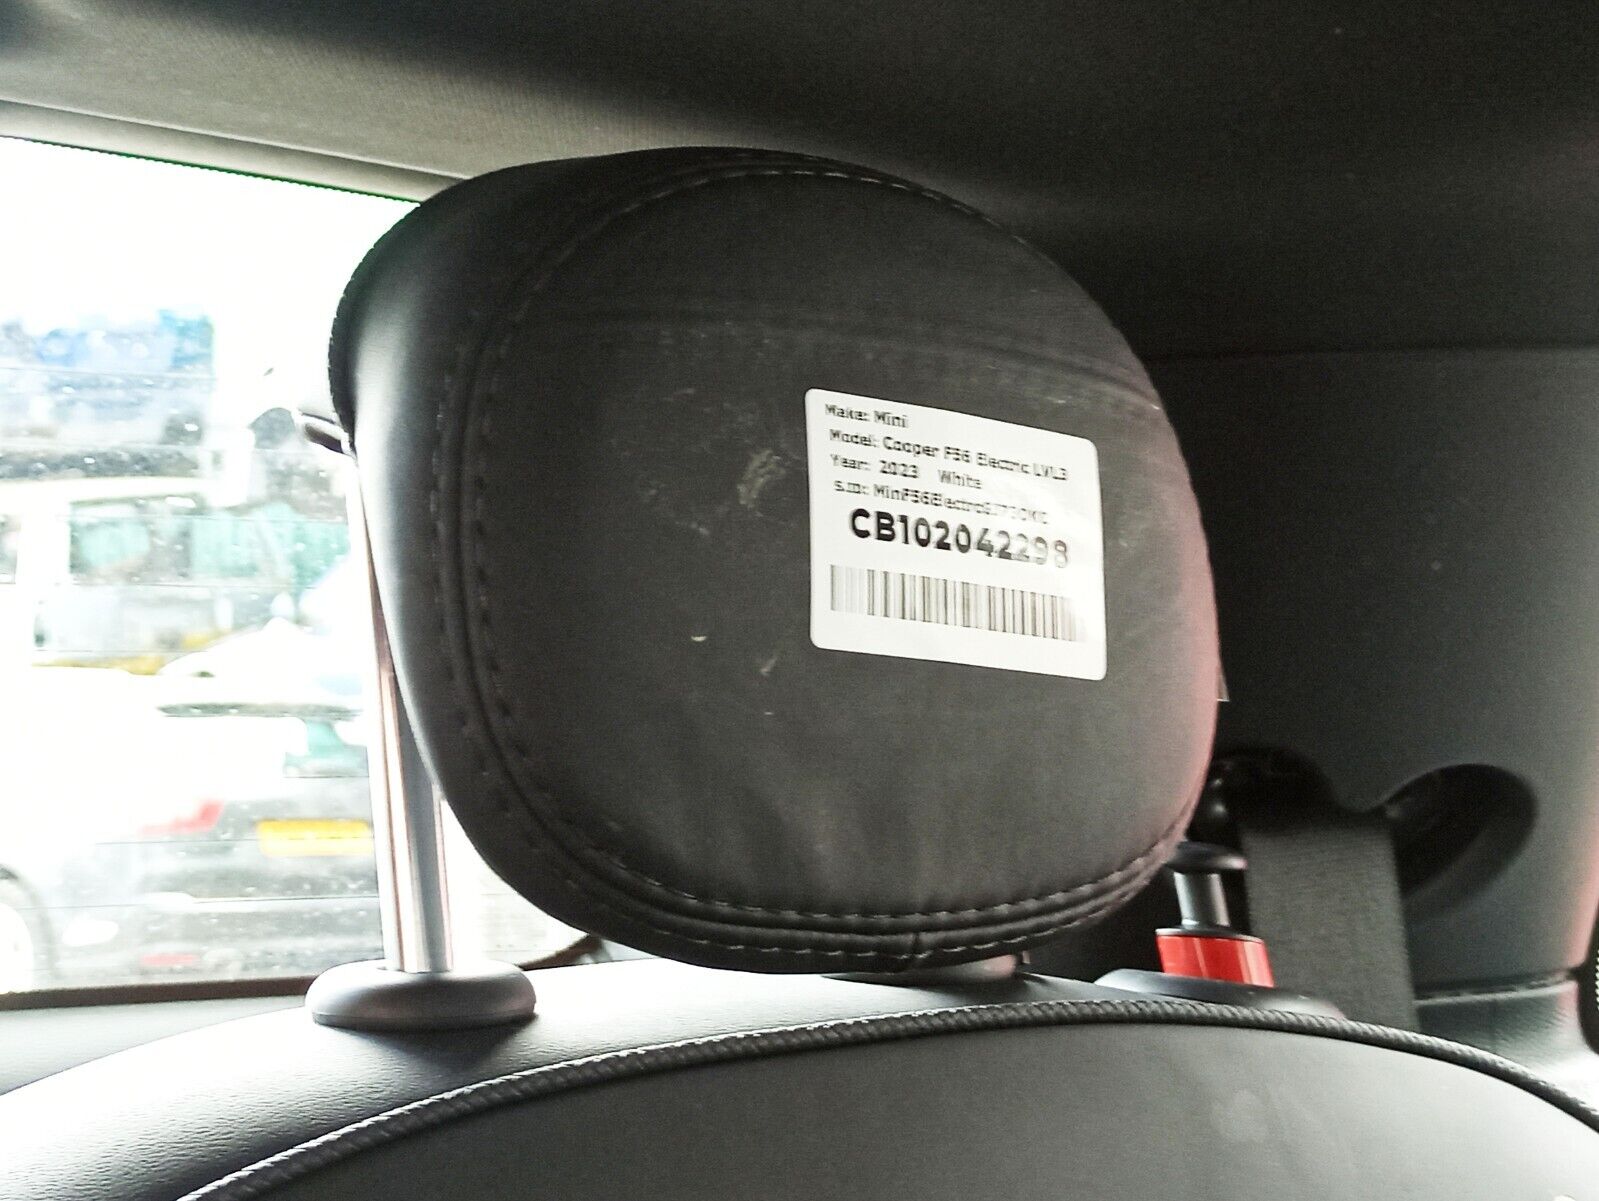 Make: Mini
Model: Cooper F56 Electric LVL3
Year: 2023 White
s.m:
CB102042298